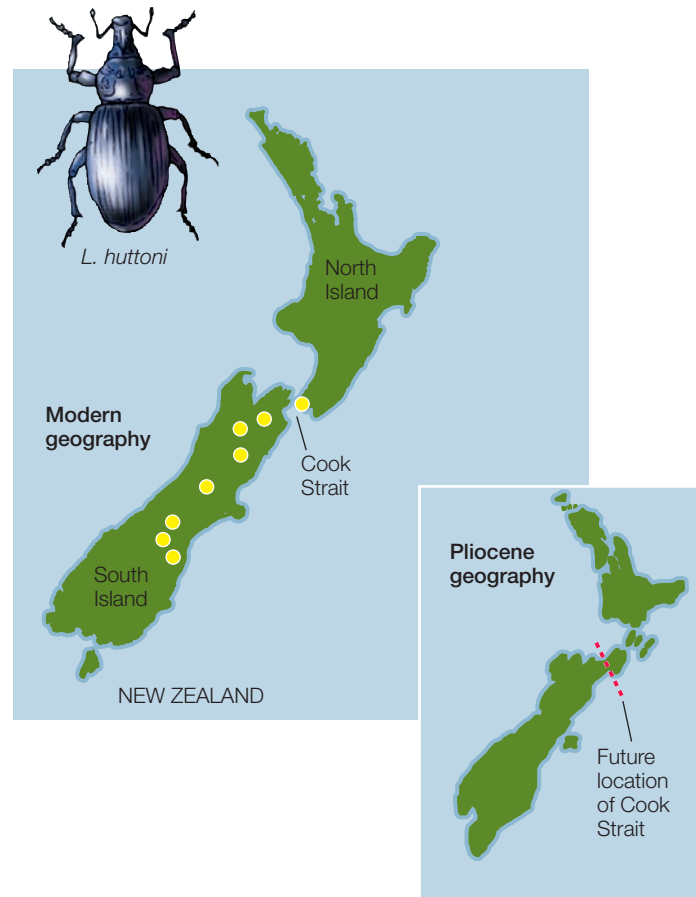 L. huttoni
North
Island
Modern
geography
Cook
Strait
South
Island
NEW ZEALAND
Pliocene
geography
Future
location
of Cook
Strait